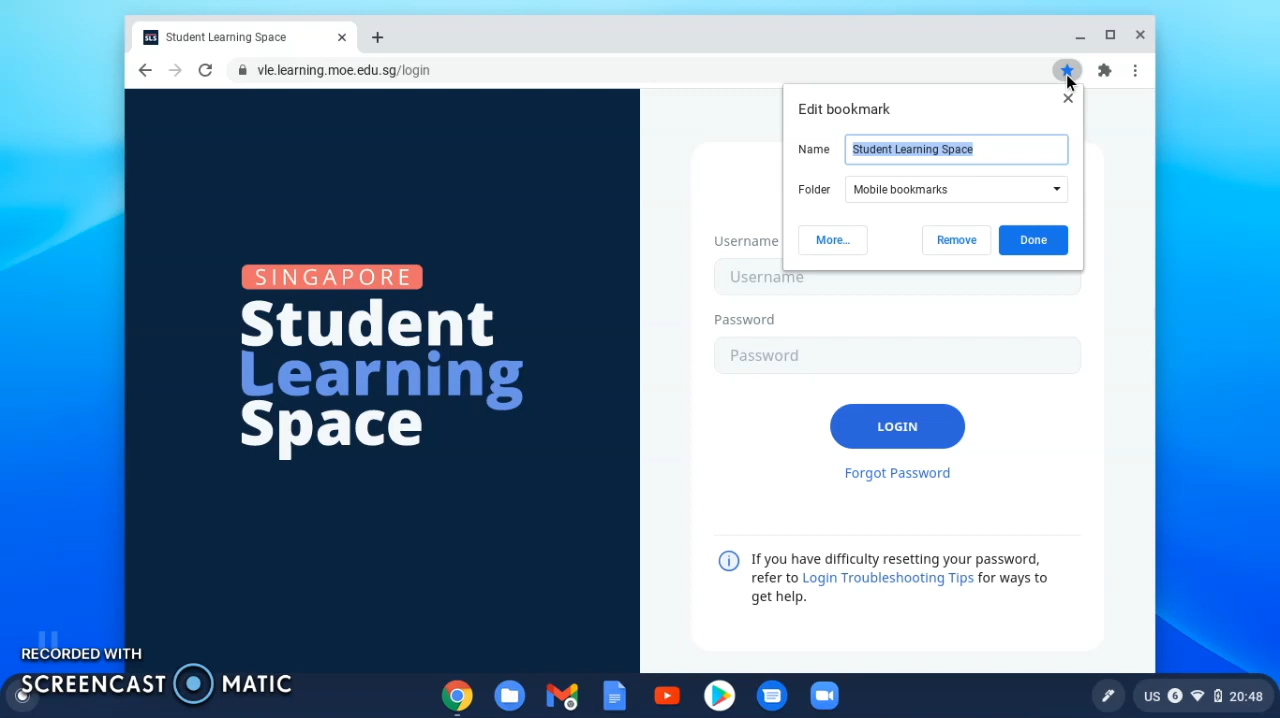 SLS Student Learning Space
vle.learning.moe.edu.sg/login
Edit bookmark
Name Student Learning Space
Folder Mobile bookmarks
More… Remove Done
SINGAPORE
Student
Learning
Space
Username
Username
Password
Password
LOGIN
Forgot Password
If you have difficulty resetting your password,
refer to Login Troubleshooting Tips for ways to
get help.
RECORDED WITH
SCREENCAST MATIC
US 6 20:48